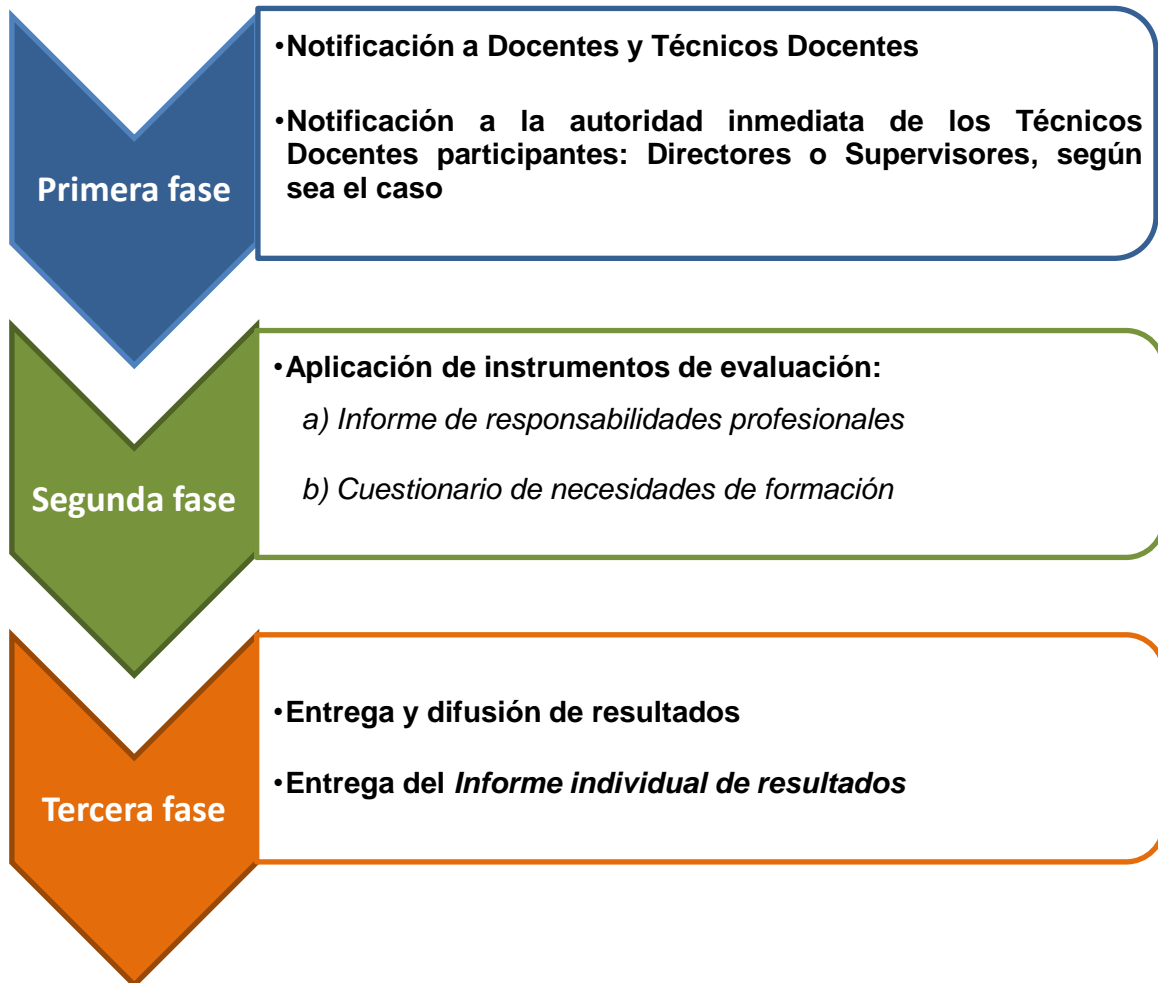 Primera fase
•Notificación a Docentes y Técnicos Docentes
•Notificación a la autoridad inmediata de los Técnicos
Docentes participantes: Directores o Supervisores, según
sea el caso
Segunda fase
•Aplicación de instrumentos de evaluación:
a) Informe de responsabilidades profesionales
b) Cuestionario de necesidades de formación
Tercera fase
•Entrega y difusión de resultados
•Entrega del Informe individual de resultados